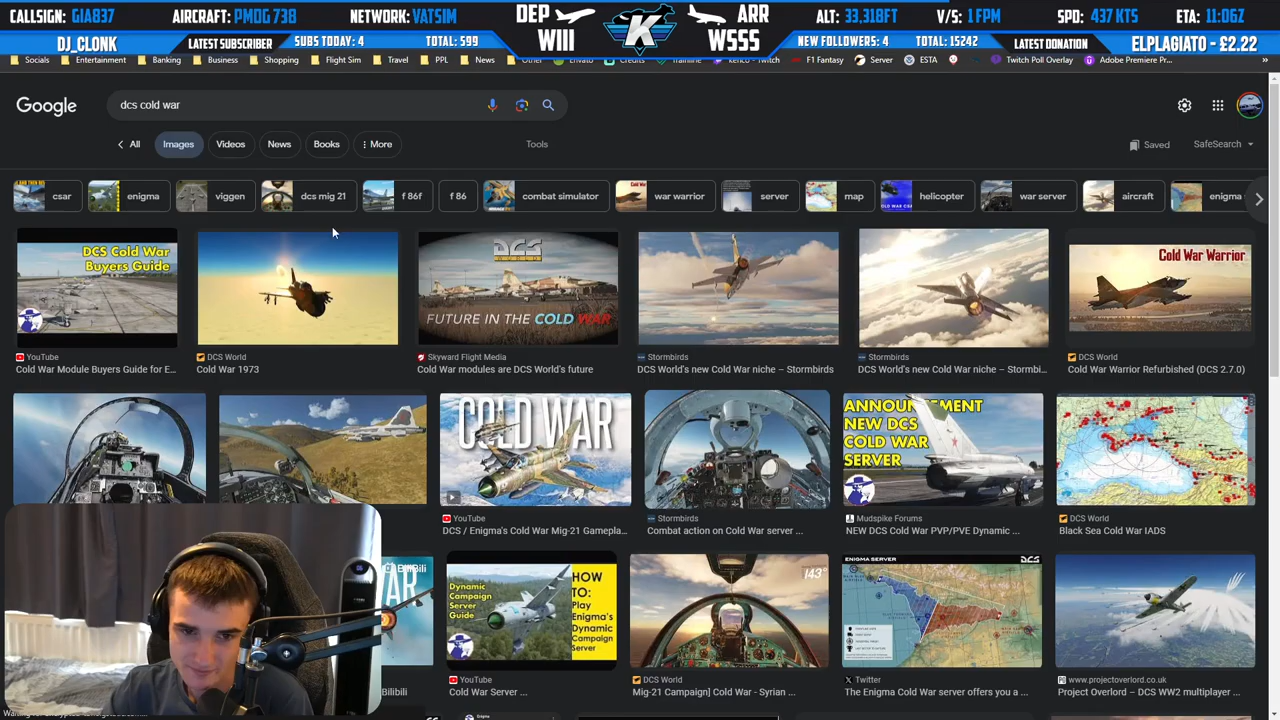 CALLSIGN: GIA837
AIRCRAFT: PMDG 738
NETWORK: VATSIM
DEP
WIII
K
ARR
WSSS
ALT: 33,318FT
V/S: 1 FPM
SPD: 437 KTS
ETA: 11:06Z
DJ_CLONK
LATEST SUBSCRIBER
SUBS TODAY: 4
TOTAL: 599
NEW FOLLOWERS: 4
TOTAL: 15242
LATEST DONATION
ELPLAGIATO - £2.22
Socials
Entertainment
Banking
Business
Shopping
Flight Sim
Travel
PPL
News
Other
Envato
Credits
Trainline
kenco - Twitch
F1 Fantasy
Server
ESTA
Twitch Poll Overlay
Adobe Premiere Pr...
Google
dcs cold war
All
Images
Videos
News
Books
More
Tools
Saved
SafeSearch
csar
enigma
viggen
dcs mig 21
f 86f
f 86
combat simulator
war warrior
server
map
helicopter
war server
aircraft
enigma
DCS Cold War
Buyers Guide
DCS
FUTURE IN THE COLD WAR
Cold War Warrior
YouTube
Cold War Module Buyers Guide for E...
DCS World
Cold War 1973
Skyward Flight Media
Cold War modules are DCS World's future
Stormbirds
DCS World's new Cold War niche – Stormbirds
Stormbirds
DCS World's new Cold War niche – Stormbi...
DCS World
Cold War Warrior Refurbished (DCS 2.7.0)
COLD WAR
ANNOUNCEMENT
NEW DCS
COLD WAR
SERVER
YouTube
DCS / Enigma's Cold War Mig-21 Gamepla...
Stormbirds
Combat action on Cold War server ...
Mudspike Forums
NEW DCS Cold War PVP/PVE Dynamic ...
DCS World
Black Sea Cold War IADS
BiliBili
Bilibili
Dynamic
Campaign
Server
Guide
HOW
TO:
Play
Enigma's
Dynamic
Campaign
Server
143°
ENIGMA SERVER
DCS
YouTube
Cold War Server ...
DCS World
Mig-21 Campaign] Cold War - Syrian ...
Twitter
The Enigma Cold War server offers you a ...
www.projectoverlord.co.uk
Project Overlord – DCS WW2 multiplayer ...